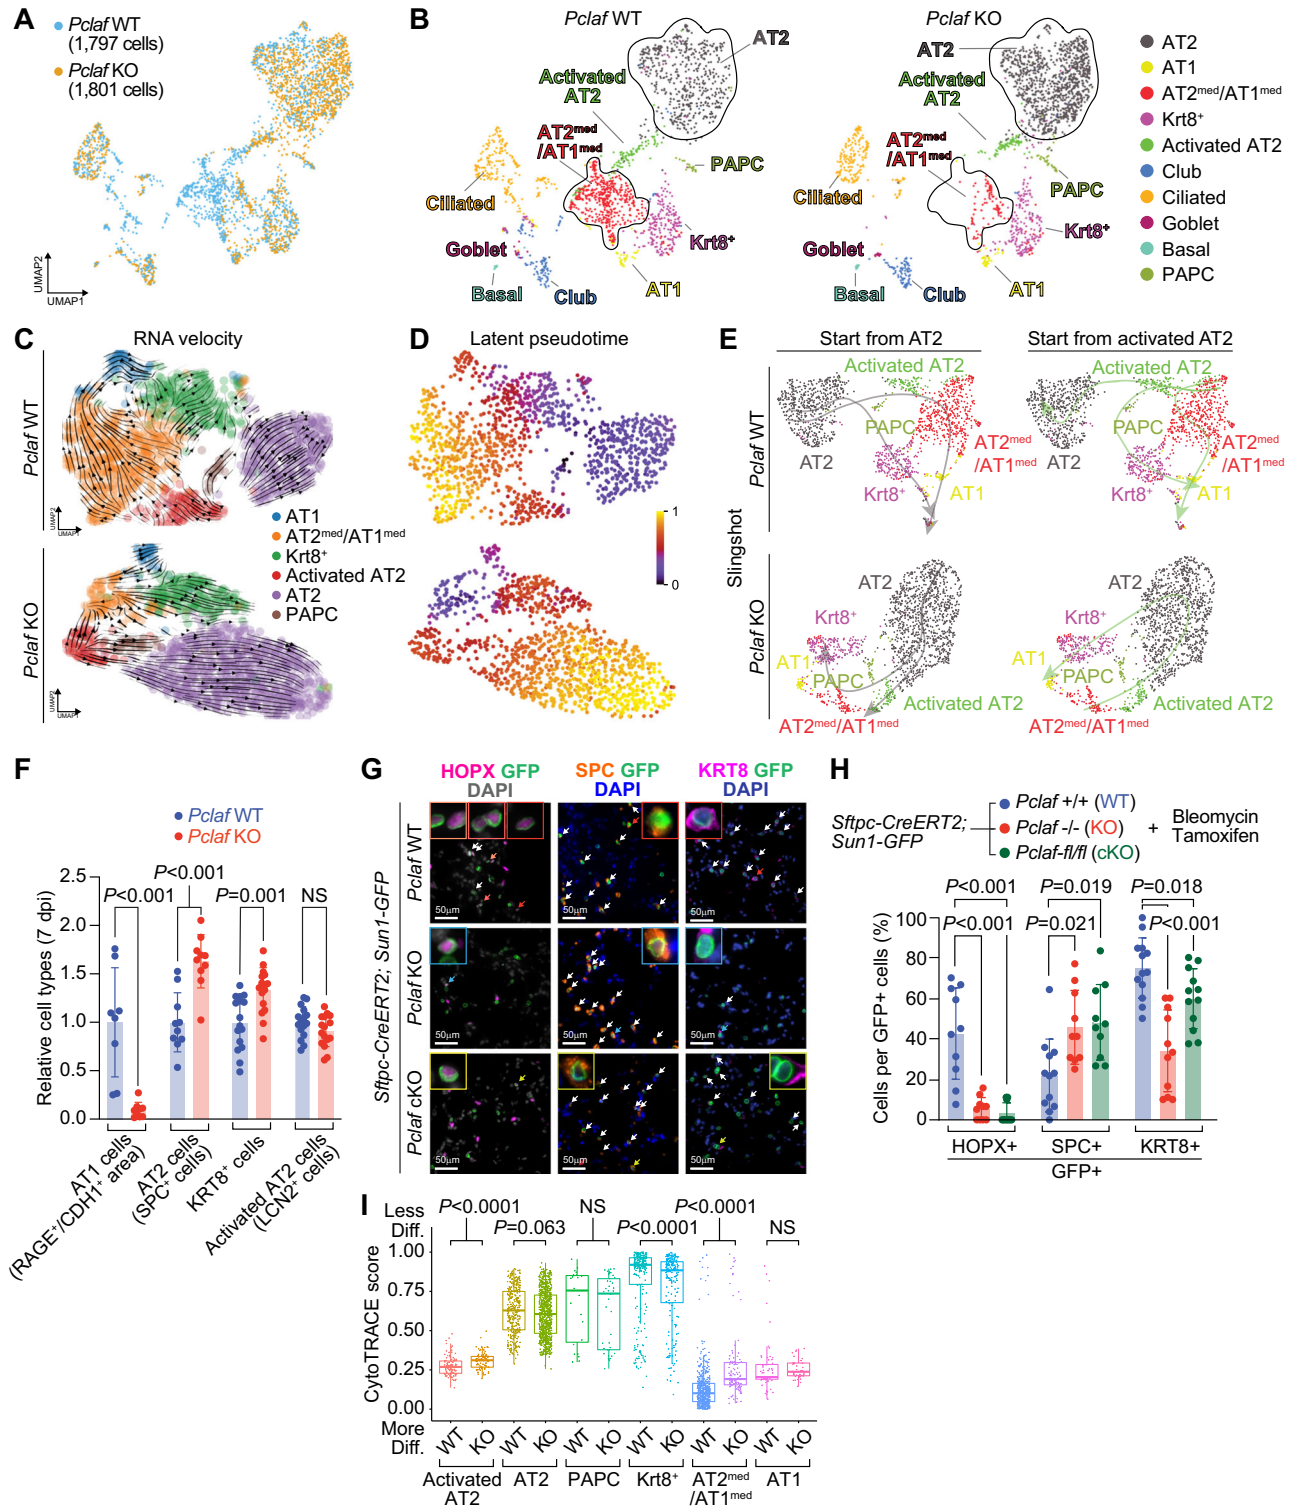 A
Pclaf WT
(1,797 cells)
Pclaf KO
(1,801 cells)
UMAP2
UMAP1
B
Pclaf WT
Pclaf KO
AT2
Activated
AT2
AT2med
/AT1med
PAPC
Ciliated
Goblet
Krt8+
Basal
Club
AT1
AT2
Activated
AT2
AT2med
/AT1med
PAPC
Ciliated
Goblet
Krt8+
Basal
Club
AT1
AT2
AT1
AT2med/AT1med
Krt8+
Activated AT2
Club
Ciliated
Goblet
Basal
PAPC
C
RNA velocity
Pclaf WT
UMAP2
UMAP1
AT1
AT2med/AT1med
Krt8+
Activated AT2
AT2
PAPC
Pclaf KO
UMAP2
UMAP1
D
Latent pseudotime
1
0
E
Start from AT2
Start from activated AT2
Slingshot
Pclaf WT
Activated AT2
PAPC
AT2
AT2med
/AT1med
Krt8+
AT1
Activated AT2
PAPC
AT2
AT2med
/AT1med
Krt8+
AT1
Pclaf KO
AT2
Krt8+
AT1
PAPC
Activated AT2
AT2med/AT1med
AT2
Krt8+
AT1
PAPC
Activated AT2
AT2med/AT1med
F
Pclaf WT
Pclaf KO
Relative cell types (7 dpi)
2.5
2.0
1.5
1.0
0.5
0.0
P<0.001
P<0.001
P=0.001
NS
AT1 cells
(RAGE+/CDH1+ area)
AT2 cells
(SPC+ cells)
KRT8+ cells
Activated AT2 cells
(LCN2+ cells)
G
HOPX GFP
DAPI
SPC GFP
DAPI
KRT8 GFP
DAPI
Sftpc-CreERT2; Sun1-GFP
Pclaf WT
50μm
50μm
50μm
Pclaf KO
50μm
50μm
50μm
Pclaf cKO
50μm
50μm
50μm
H
Sftpc-CreERT2;
Sun1-GFP
Pclaf +/+ (WT)
Pclaf -/- (KO)
Pclaf-fl/fl (cKO)
+
Bleomycin
Tamoxifen
Cells per GFP+ cells (%)
100
80
60
40
20
0
P<0.001
P<0.001
P=0.019
P=0.021
P=0.018
P<0.001
HOPX+
SPC+
KRT8+
GFP+
I
Less
Diff.
CytoTRACE score
1.00
0.75
0.50
0.25
0.00
More
Diff.
P<0.0001
P=0.063
NS
P<0.0001
P<0.0001
NS
WT
KO
WT
KO
WT
KO
WT
KO
WT
KO
WT
KO
Activated
AT2
AT2
PAPC
Krt8+
AT2med
/AT1med
AT1